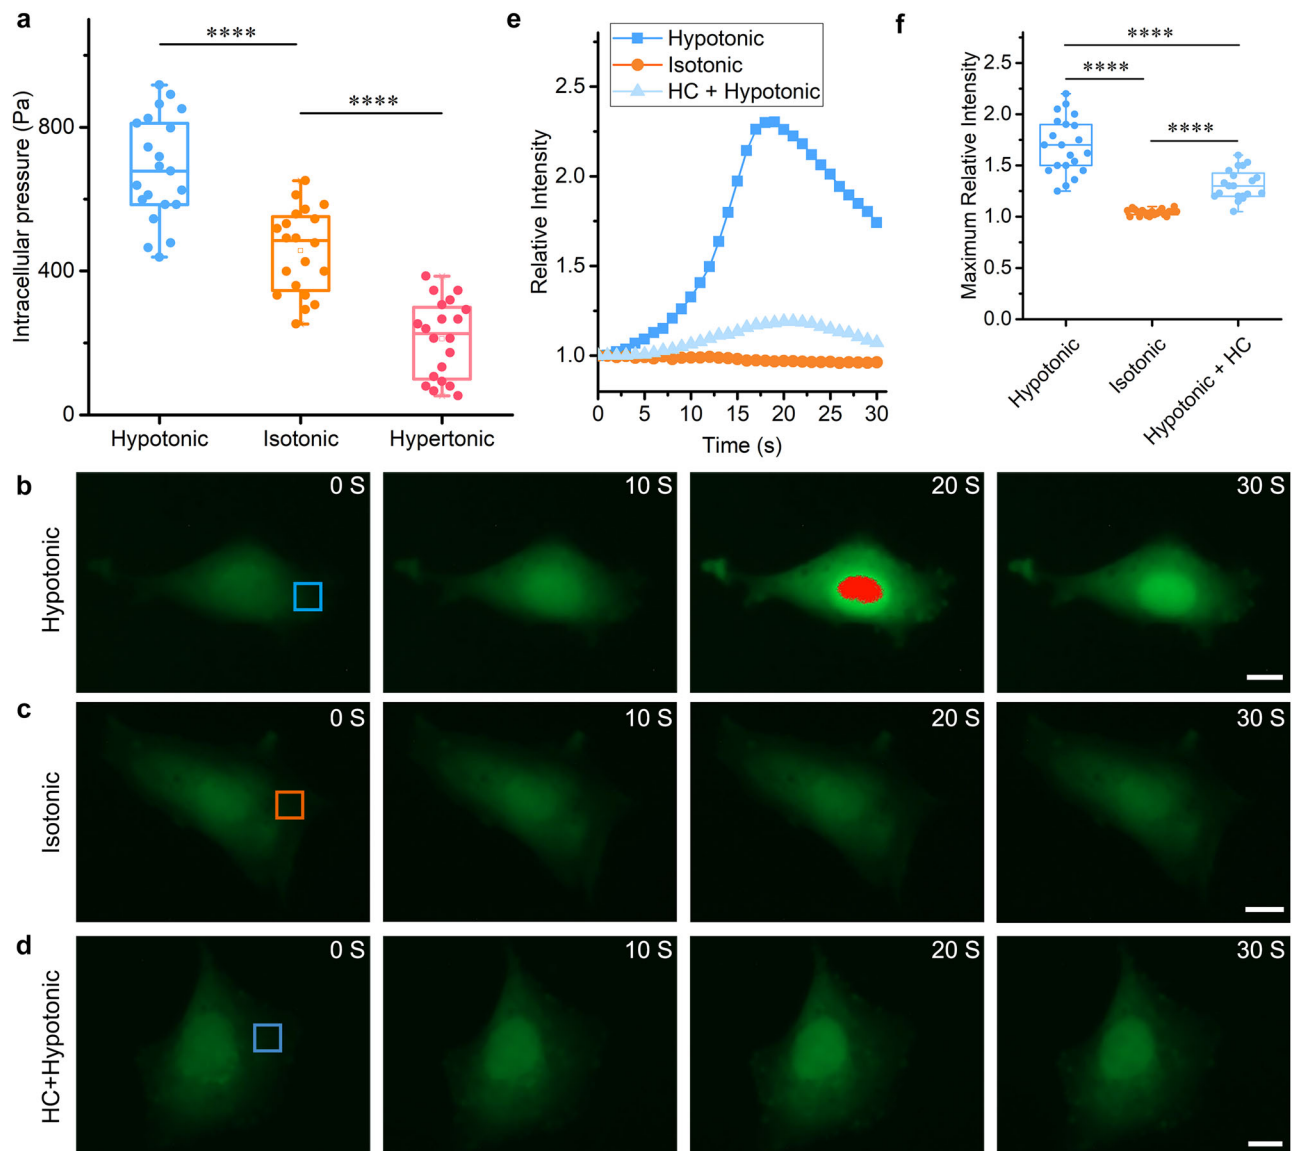 a
Intracellular pressure (Pa)
800
400
0
****
****
Hypotonic
Isotonic
Hypertonic
e
Relative Intensity
2.5
2.0
1.5
1.0
Hypotonic
Isotonic
HC + Hypotonic
0 5 10 15 20 25 30
Time (s)
f
Maximum Relative Intensity
2.5
2.0
1.5
1.0
0.5
0.0
****
****
****
Hypotonic
Isotonic
Hypotonic + HC
b
Hypotonic
0 S
10 S
20 S
30 S
c
Isotonic
0 S
10 S
20 S
30 S
d
HC+Hypotonic
0 S
10 S
20 S
30 S